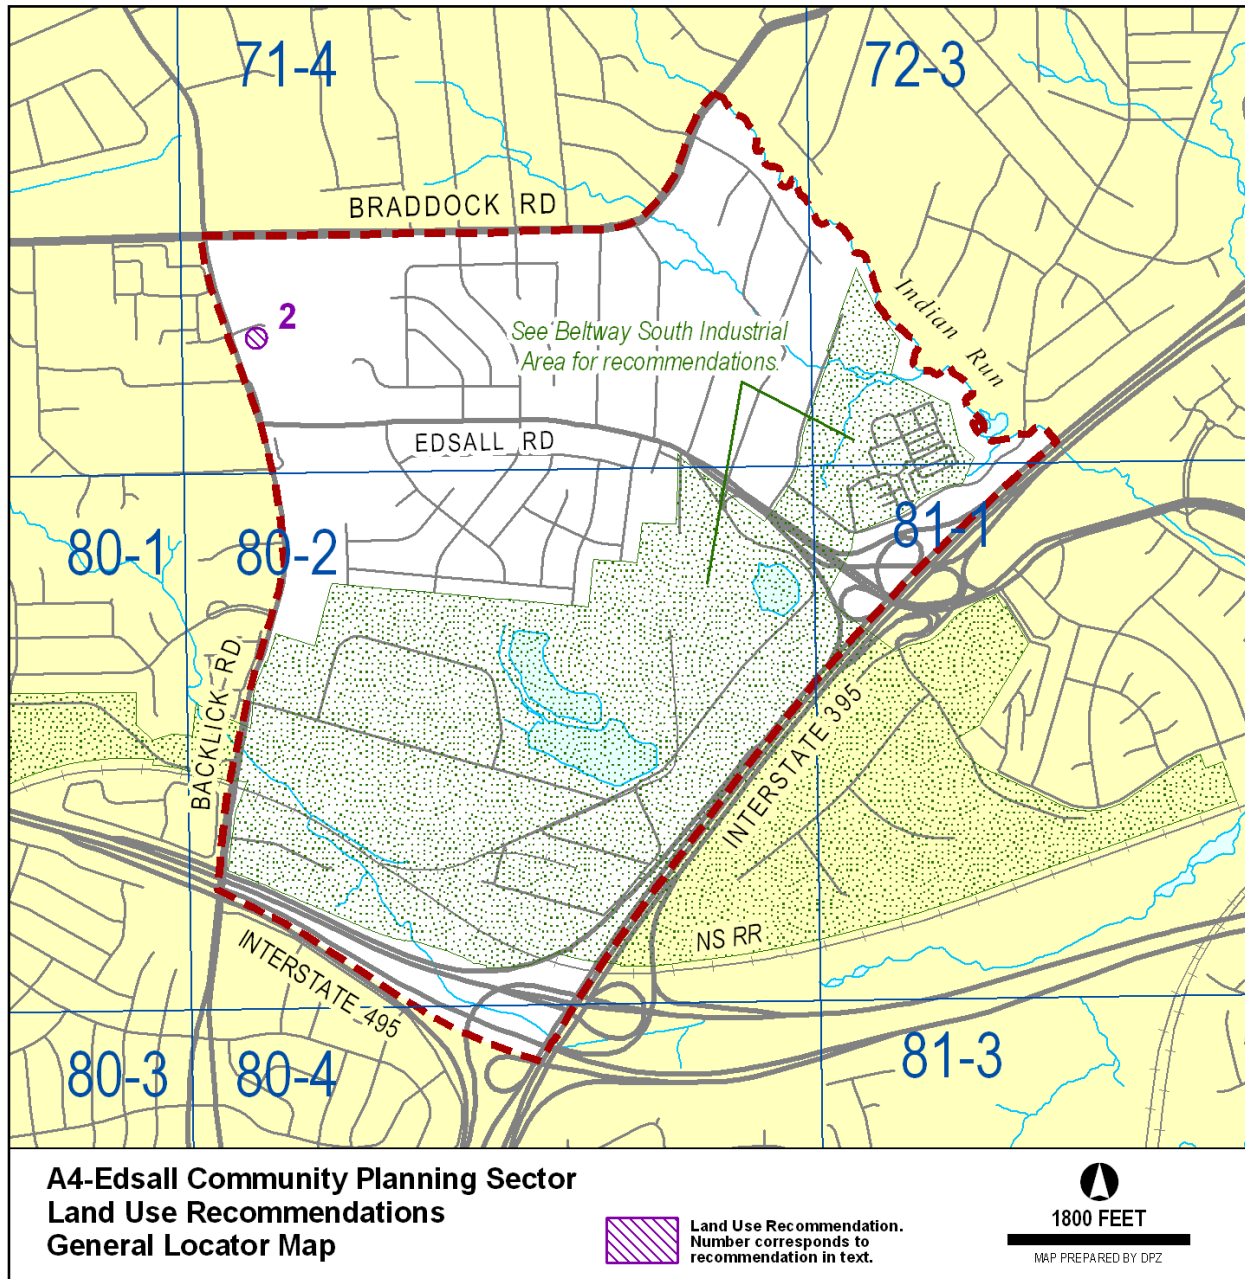 71-4
72-3
BRADDOCK RD
2
Indian Run
See Beltway South Industrial
Area for recommendations.
EDSALL RD
80-1
80-2
81-1
BACKLICK RD
INTERSTATE 395
NS RR
INTERSTATE 495
80-3
80-4
81-3
A4-Edsall Community Planning Sector
Land Use Recommendations
General Locator Map
Land Use Recommendation.
Number corresponds to
recommendation in text.
1800 FEET
MAP PREPARED BY DPZ